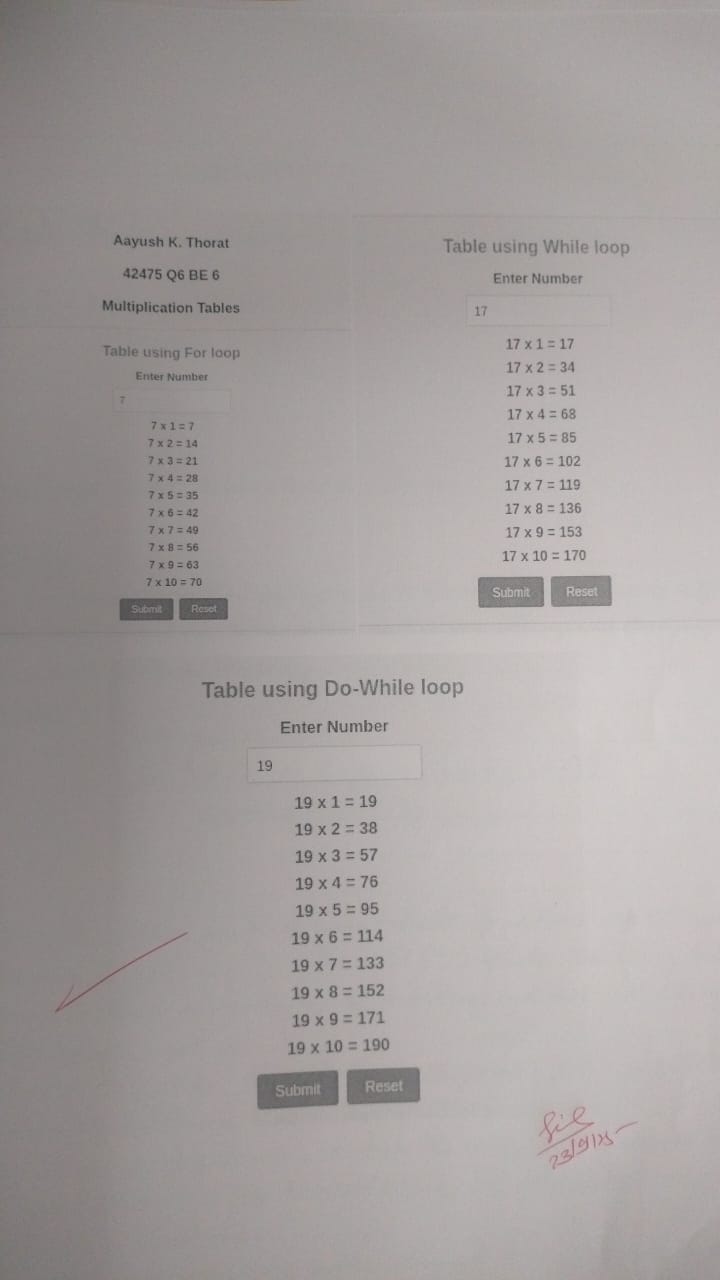 Aayush K. Thorat
42475 Q6 BE 6
Multiplication Tables
Table using For loop
Enter Number
7
7 x 1 = 7
7 x 2 = 14
7 x 3 = 21
7 x 4 = 28
7 x 5 = 35
7 x 6 = 42
7 x 7 = 49
7 x 8 = 56
7 x 9 = 63
7 x 10 = 70
Submit Reset
Table using While loop
Enter Number
17
17 x 1 = 17
17 x 2 = 34
17 x 3 = 51
17 x 4 = 68
17 x 5 = 85
17 x 6 = 102
17 x 7 = 119
17 x 8 = 136
17 x 9 = 153
17 x 10 = 170
Submit Reset
Table using Do-While loop
Enter Number
19
19 x 1 = 19
19 x 2 = 38
19 x 3 = 57
19 x 4 = 76
19 x 5 = 95
19 x 6 = 114
19 x 7 = 133
19 x 8 = 152
19 x 9 = 171
19 x 10 = 190
Submit Reset
23/9/25